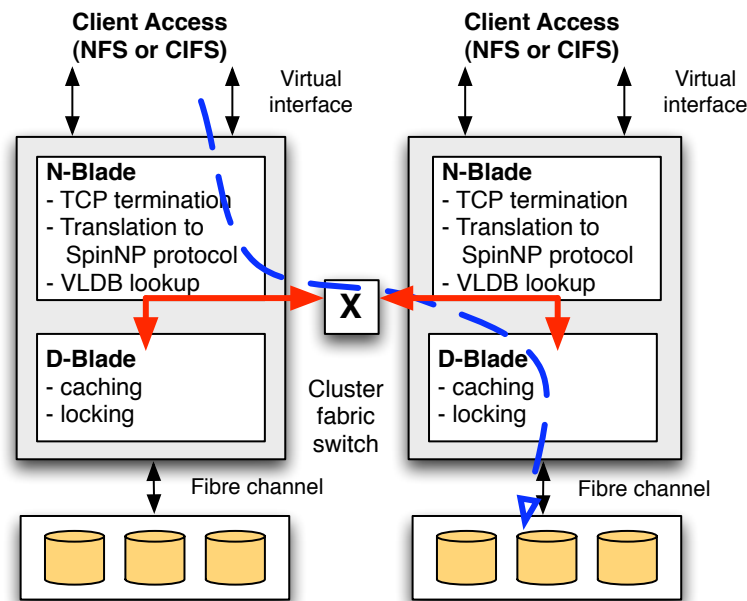 Client Access
(NFS or CIFS)
Virtual
interface
N-Blade
- TCP termination
- Translation to
SpinNP protocol
- VLDB lookup
D-Blade
- caching
- locking
Fibre channel
X
Cluster
fabric
switch
Client Access
(NFS or CIFS)
Virtual
interface
N-Blade
- TCP termination
- Translation to
SpinNP protocol
- VLDB lookup
D-Blade
- caching
- locking
Fibre channel